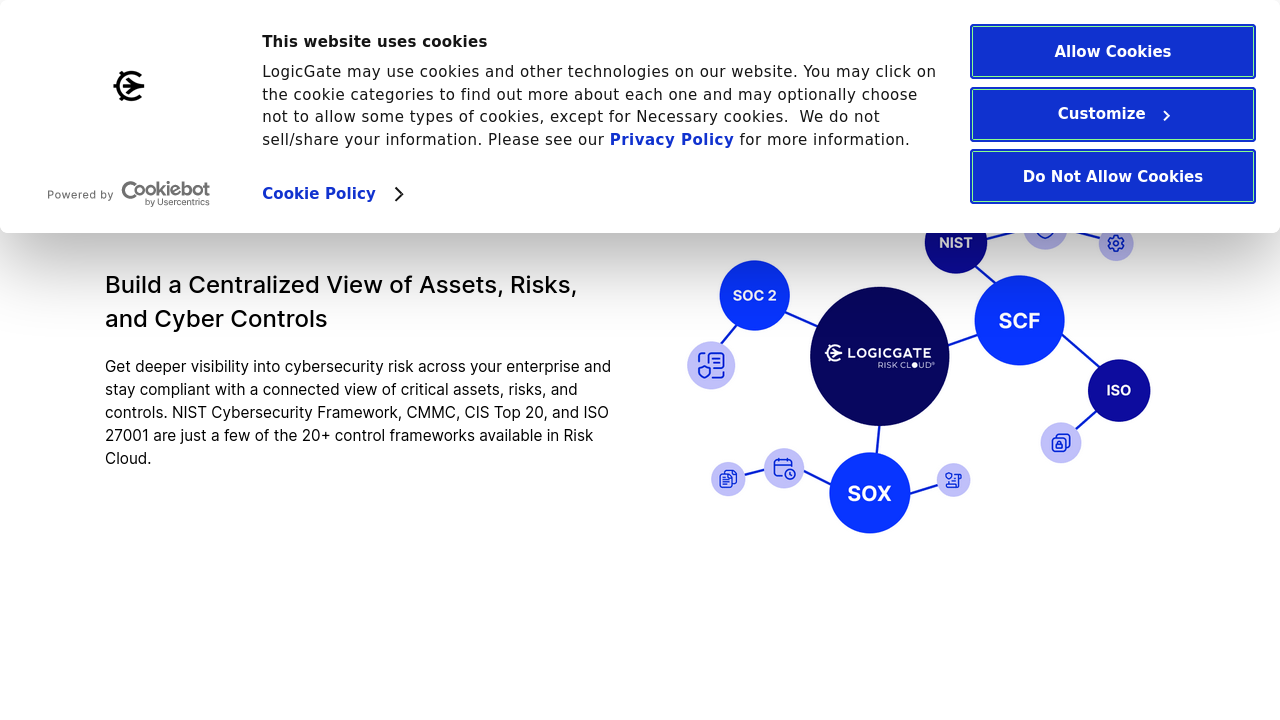 This website uses cookies
LogicGate may use cookies and other technologies on our website. You may click on
the cookie categories to find out more about each one and may optionally choose
not to allow some types of cookies, except for Necessary cookies.  We do not
sell/share your information. Please see our Privacy Policy for more information.
Cookie Policy
Powered by Cookiebot
by Usercentrics
Allow Cookies
Customize
Do Not Allow Cookies
Build a Centralized View of Assets, Risks,
and Cyber Controls
Get deeper visibility into cybersecurity risk across your enterprise and
stay compliant with a connected view of critical assets, risks, and
controls. NIST Cybersecurity Framework, CMMC, CIS Top 20, and ISO
27001 are just a few of the 20+ control frameworks available in Risk
Cloud.
NIST
SOC 2
SCF
LOGICGATE
RISK CLOUD®
ISO
SOX